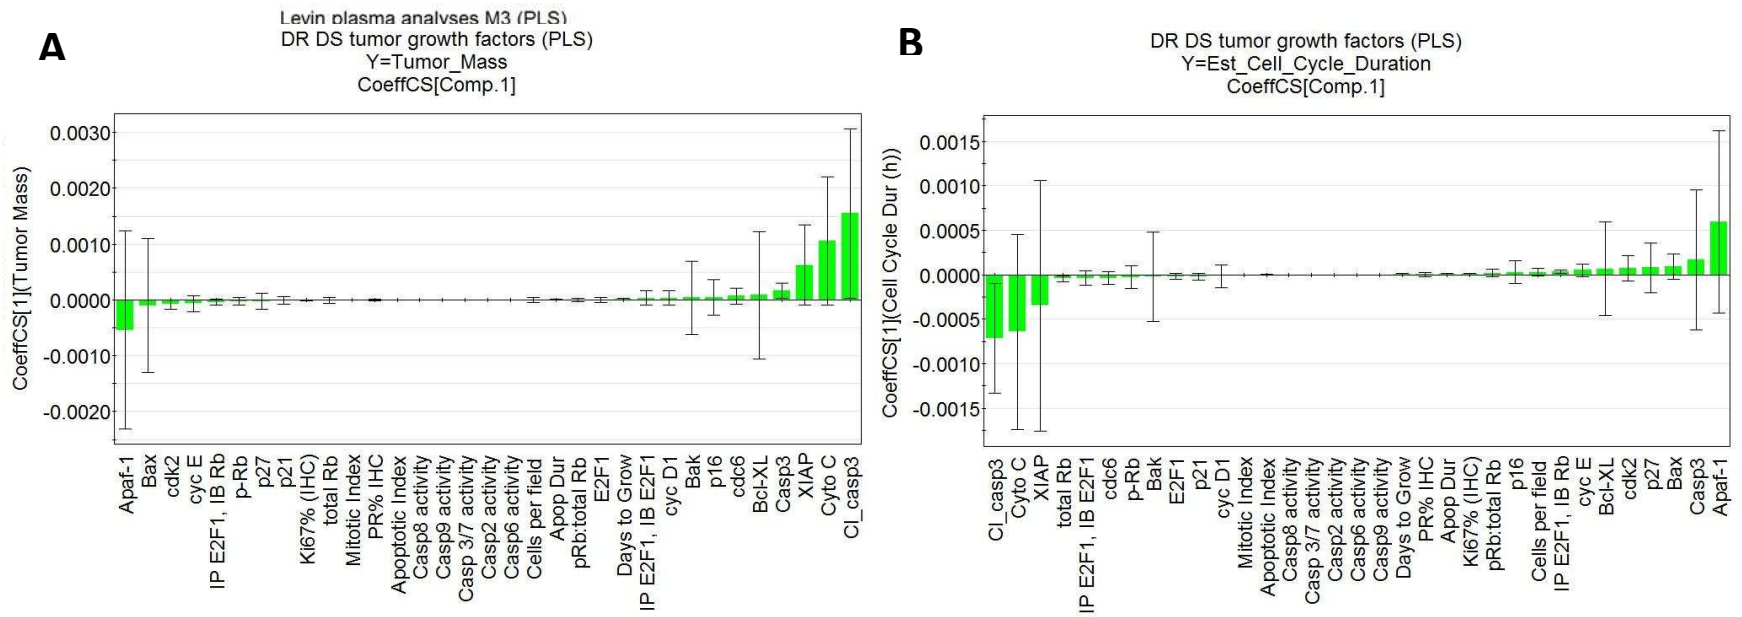 A
Levin plasma analyses M3 (PLS)
DR DS tumor growth factors (PLS)
Y=Tumor_Mass
CoeffCS[Comp.1]
CoeffCS[1](Tumor Mass)
0.0030
0.0020
0.0010
0.0000
-0.0010
-0.0020
Apaf-1
Bax
cdk2
cyc E
IP E2F1, IB Rb
p-Rb
p27
p21
Ki67% (IHC)
total Rb
Mitotic Index
PR% IHC
Apoptotic Index
Casp8 activity
Casp9 activity
Casp 3/7 activity
Casp2 activity
Casp6 activity
Cells per field
Apop Dur
pRb:total Rb
E2F1
Days to Grow
IP E2F1, IB E2F1
cyc D1
Bak
p16
cdc6
Bcl-XL
Casp3
XIAP
Cyto C
Cl_casp3
B
DR DS tumor growth factors (PLS)
Y=Est_Cell_Cycle_Duration
CoeffCS[Comp.1]
CoeffCS[1](Cell Cycle Dur (h))
0.0015
0.0010
0.0005
0.0000
-0.0005
-0.0010
-0.0015
Cl_casp3
Cyto C
XIAP
total Rb
IP E2F1, IB E2F1
cdc6
p-Rb
Bak
E2F1
p21
cyc D1
Mitotic Index
Apoptotic Index
Casp8 activity
Casp 3/7 activity
Casp2 activity
Casp6 activity
Casp9 activity
Days to Grow
PR% IHC
Apop Dur
Ki67% (IHC)
pRb:total Rb
p16
Cells per field
IP E2F1, IB Rb
cyc E
Bcl-XL
cdk2
p27
Bax
Casp3
Apaf-1